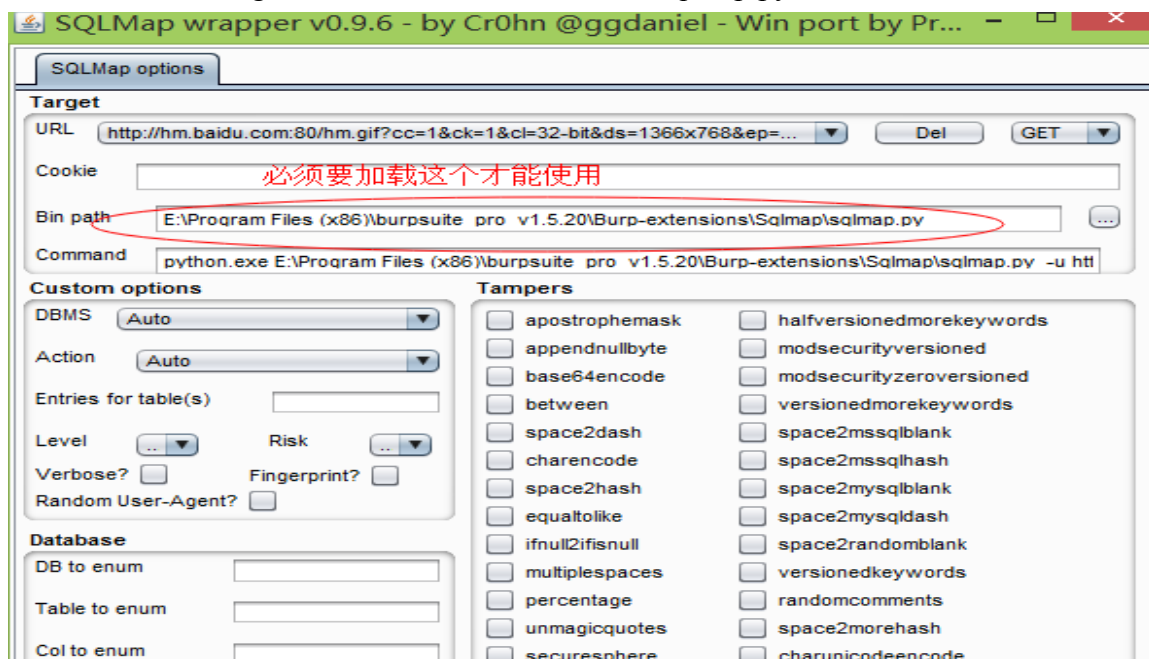 SQLMap wrapper v0.9.6 - by Cr0hn @ggdaniel - Win port by Pr...
SQLMap options
Target
URL http://hm.baidu.com:80/hm.gif?cc=1&ck=1&cl=32-bit&ds=1366x768&ep=... Del GET
Cookie 必须要加载这个才能使用
Bin path E:\Program Files (x86)\burpsuite_pro_v1.5.20\Burp-extensions\Sqlmap\sqlmap.py ...
Command python.exe E:\Program Files (x86)\burpsuite_pro_v1.5.20\Burp-extensions\Sqlmap\sqlmap.py -u htt
Custom options
DBMS Auto
Action Auto
Entries for table(s)
Level .. Risk ..
Verbose? Fingerprint?
Random User-Agent?
Database
DB to enum
Table to enum
Col to enum
Tampers
apostrophemask halfversionedmorekeywords
appendnullbyte modsecurityversioned
base64encode modsecurityzeroversioned
between versionedmorekeywords
space2dash space2mssqlblank
charencode space2mssqlhash
space2hash space2mysqlblank
equaltolike space2mysqldash
ifnull2ifisnull space2randomblank
multiplespaces versionedkeywords
percentage randomcomments
unmagicquotes space2morehash
securesphere charunicodeencode